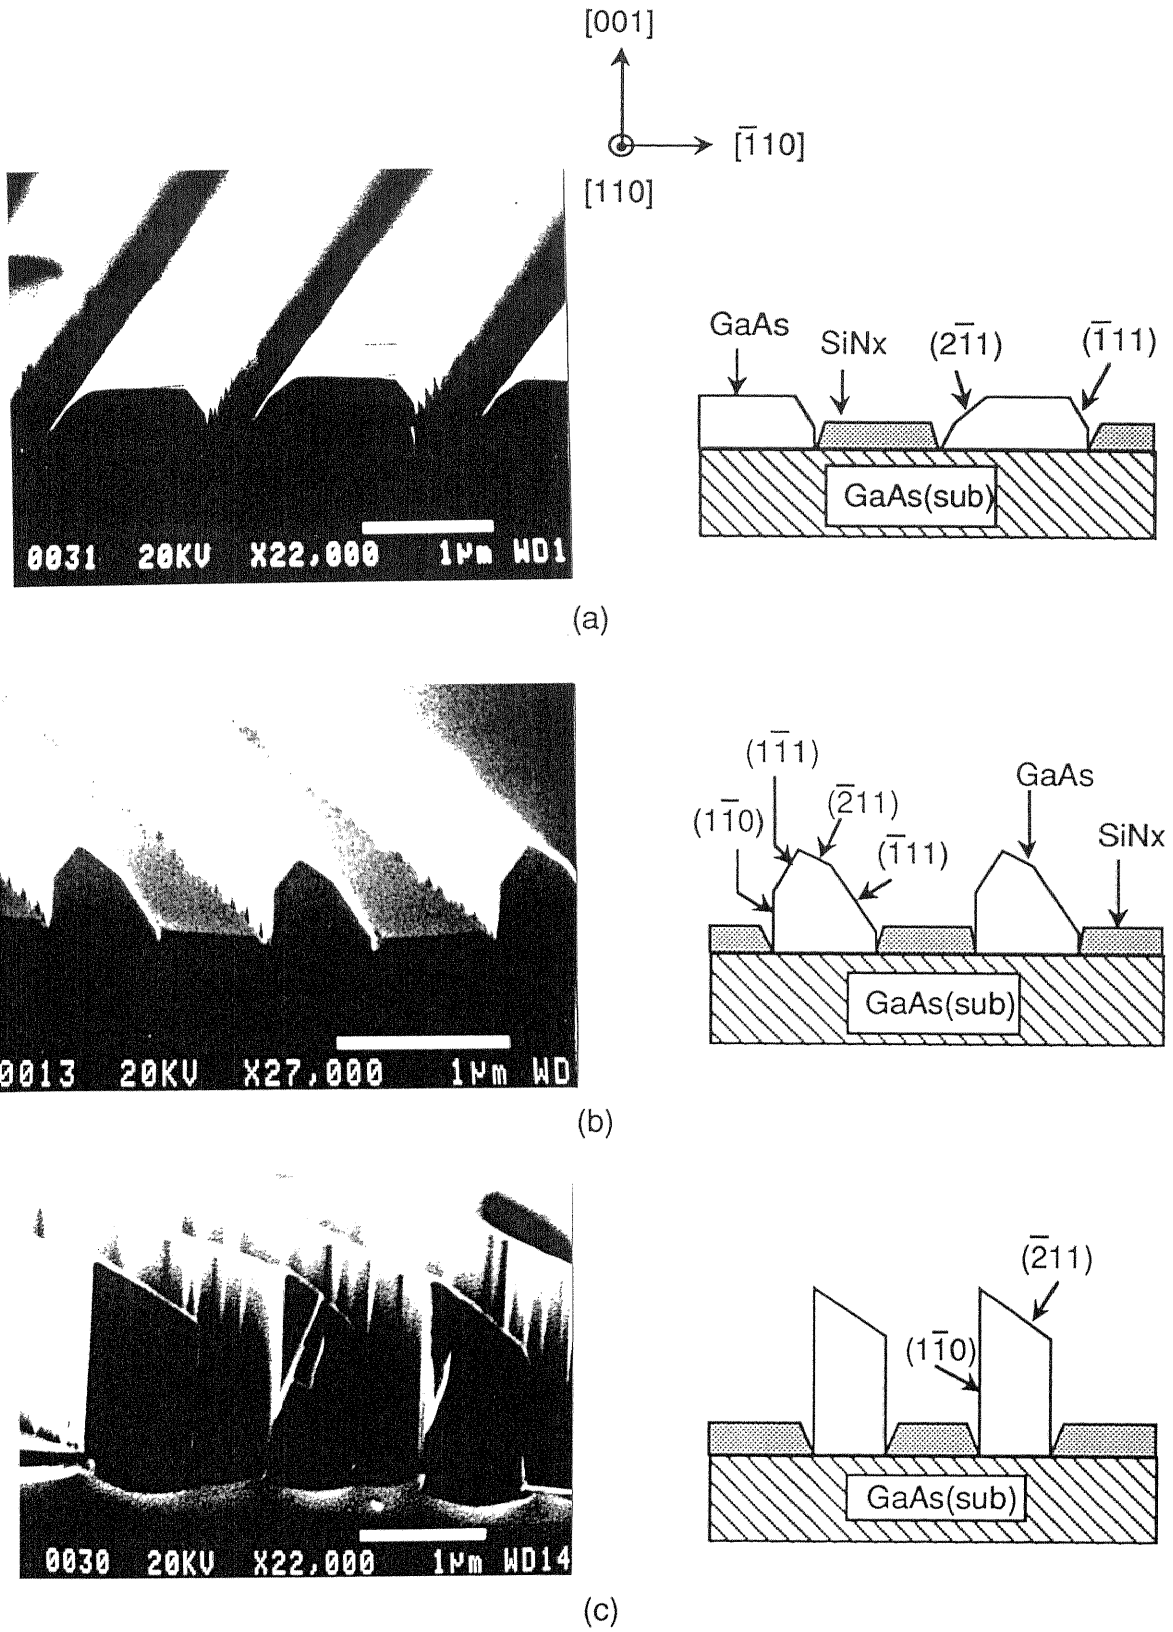 [001]
[1̅10]
[110]
GaAs
SiNx
(21̅1)
(1̅11)
GaAs(sub)
0031 20KV X22,000 1µm WD1
(a)
(11̅1)
GaAs
(11̅0)
(2̅11)
SiNx
(1̅11)
GaAs(sub)
0013 20KV X27,000 1µm WD
(b)
(2̅11)
(11̅0)
GaAs(sub)
0030 20KV X22,000 1µm WD14
(c)